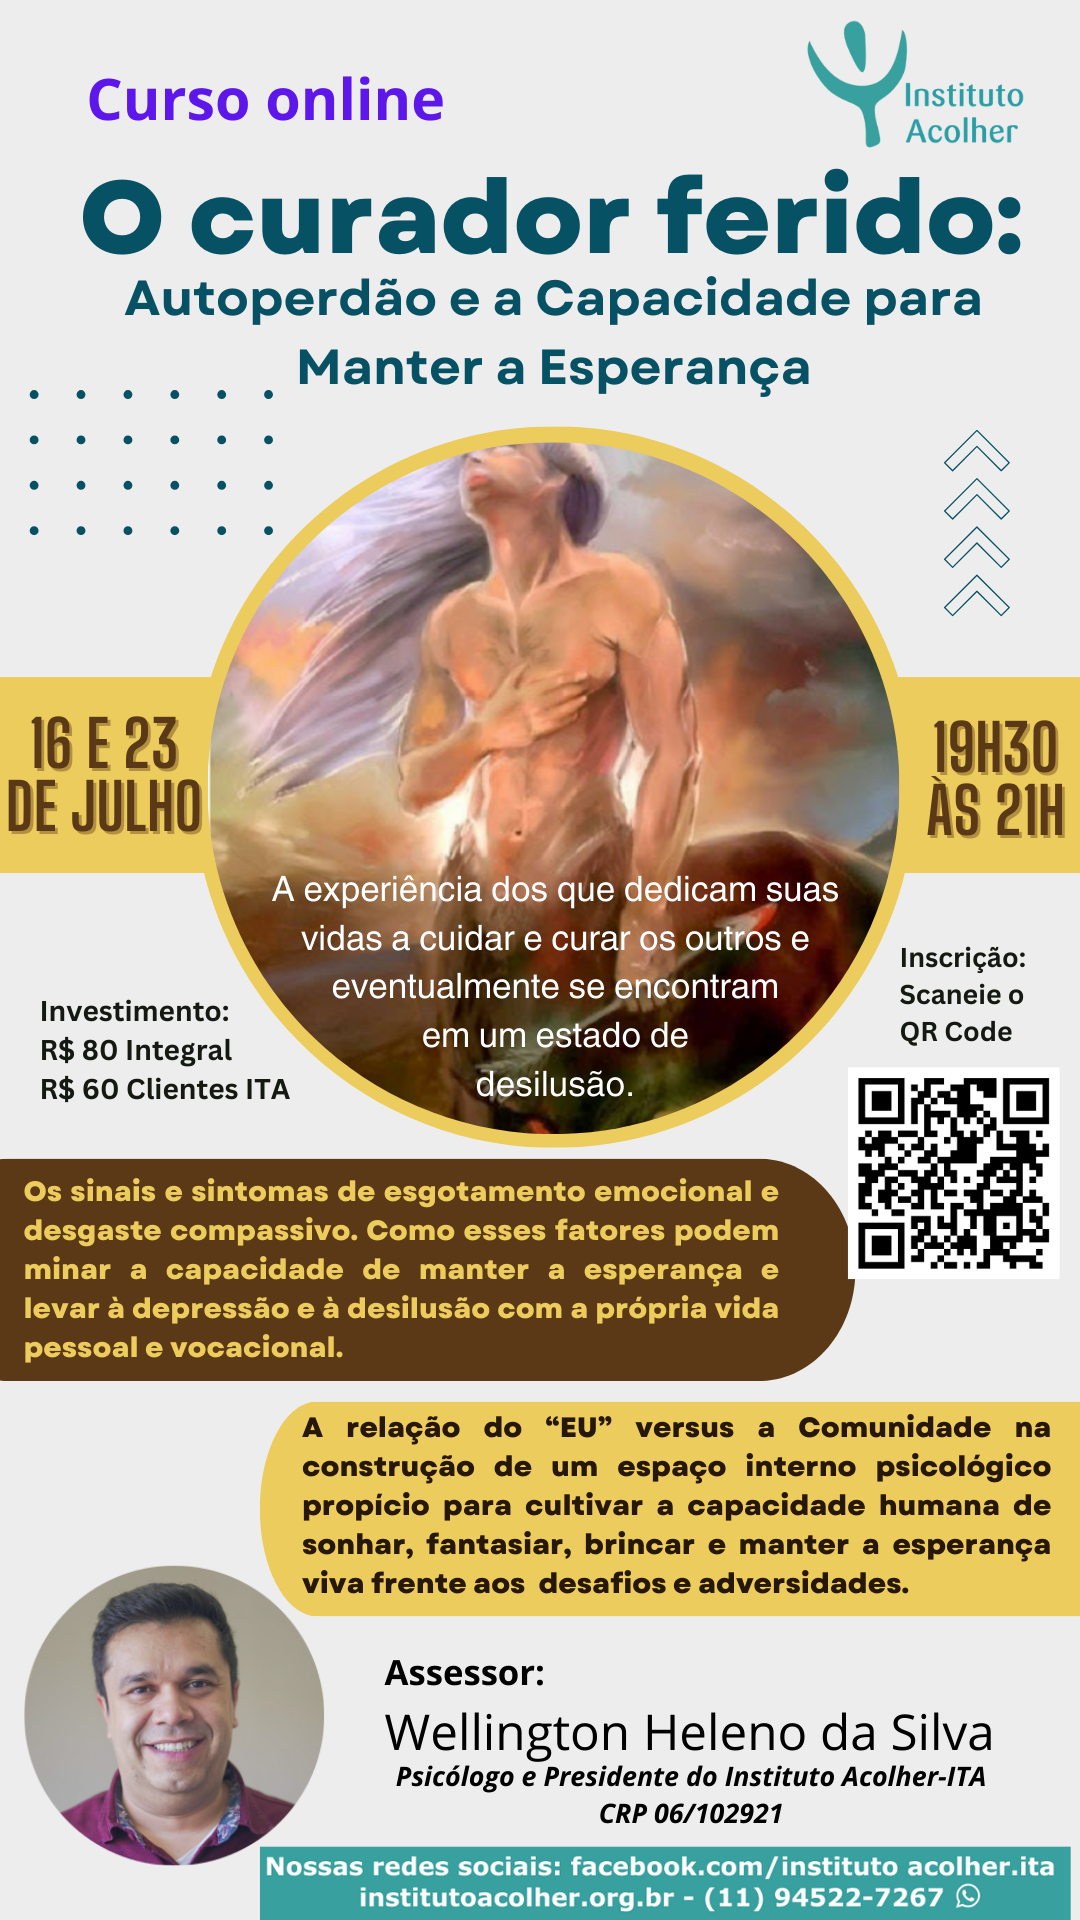 Curso online
Instituto
Acolher
O curador ferido:
Autoperdão e a Capacidade para
Manter a Esperança
16 E 23
DE JULHO
19H30
ÀS 21H
A experiência dos que dedicam suas
vidas a cuidar e curar os outros e
eventualmente se encontram
em um estado de
desilusão.
Investimento:
R$ 80 Integral
R$ 60 Clientes ITA
Inscrição:
Scaneie o
QR Code
Os sinais e sintomas de esgotamento emocional e
desgaste compassivo. Como esses fatores podem
minar a capacidade de manter a esperança e
levar à depressão e à desilusão com a própria vida
pessoal e vocacional.
A relação do “EU” versus a Comunidade na
construção de um espaço interno psicológico
propício para cultivar a capacidade humana de
sonhar, fantasiar, brincar e manter a esperança
viva frente aos desafios e adversidades.
Assessor:
Wellington Heleno da Silva
Psicólogo e Presidente do Instituto Acolher-ITA
CRP 06/102921
Nossas redes sociais: facebook.com/instituto acolher.ita
institutoacolher.org.br - (11) 94522-7267